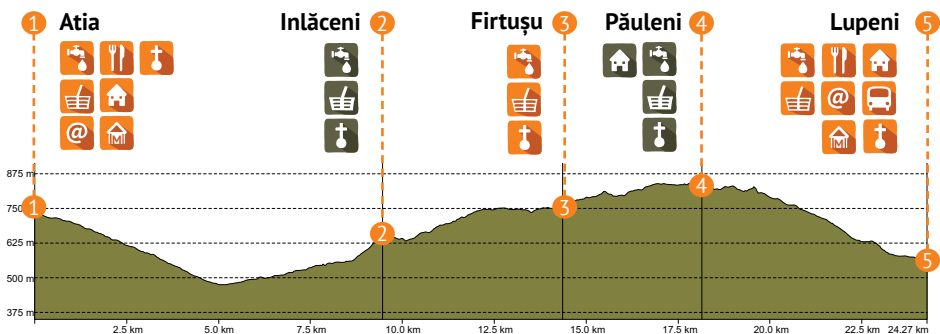 1 Atia Inlăceni 2 Firtușu 3 Păuleni 4 Lupeni 5
@ M @ M
875 m
750 m
625 m
500 m
375 m
1 2 3 4 5
2.5 km 5.0 km 7.5 km 10.0 km 12.5 km 15.0 km 17.5 km 20.0 km 22.5 km 24.27 km